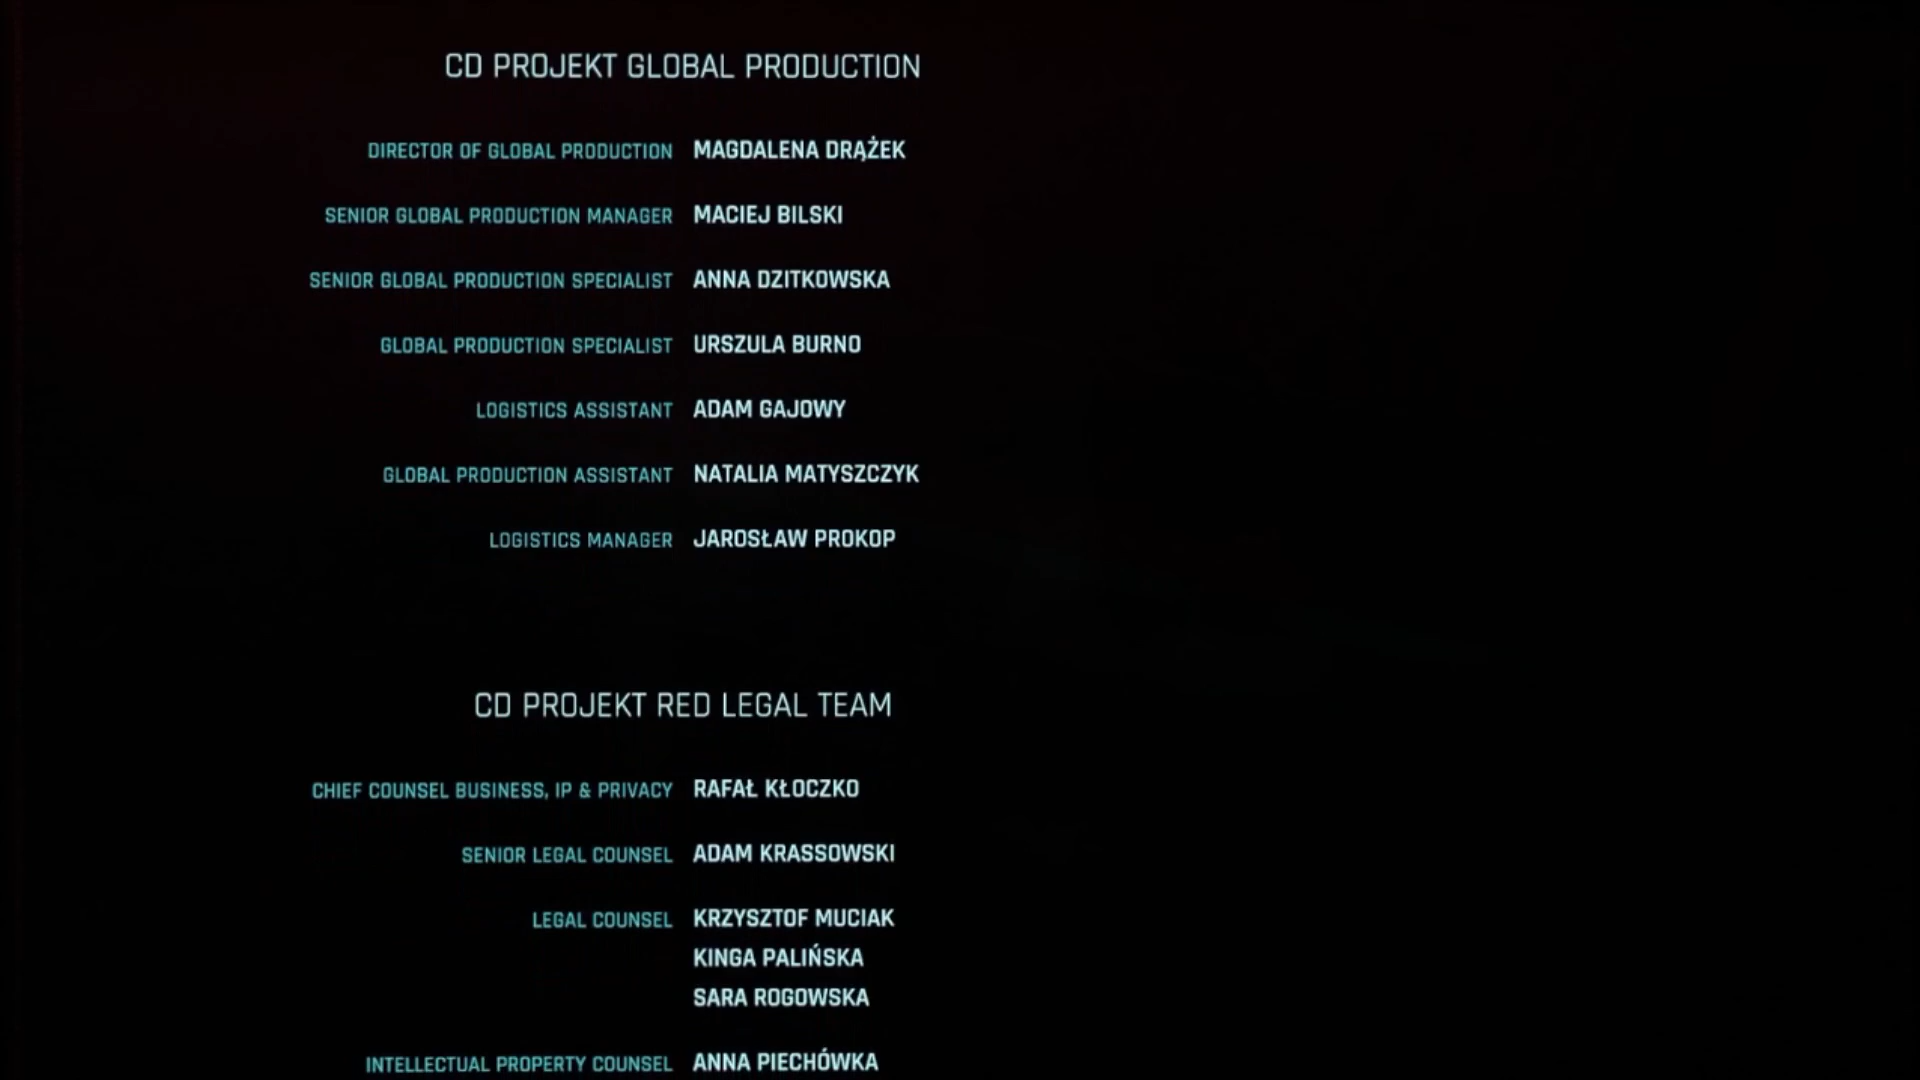 CD PROJEKT GLOBAL PRODUCTION
DIRECTOR OF GLOBAL PRODUCTION MAGDALENA DRĄŻEK
SENIOR GLOBAL PRODUCTION MANAGER MACIEJ BILSKI
SENIOR GLOBAL PRODUCTION SPECIALIST ANNA DZITKOWSKA
GLOBAL PRODUCTION SPECIALIST URSZULA BURNO
LOGISTICS ASSISTANT ADAM GAJOWY
GLOBAL PRODUCTION ASSISTANT NATALIA MATYSZCZYK
LOGISTICS MANAGER JAROSŁAW PROKOP
CD PROJEKT RED LEGAL TEAM
CHIEF COUNSEL BUSINESS, IP & PRIVACY RAFAŁ KŁOCZKO
SENIOR LEGAL COUNSEL ADAM KRASSOWSKI
LEGAL COUNSEL KRZYSZTOF MUCIAK
KINGA PALIŃSKA
SARA ROGOWSKA
INTELLECTUAL PROPERTY COUNSEL ANNA PIECHÓWKA